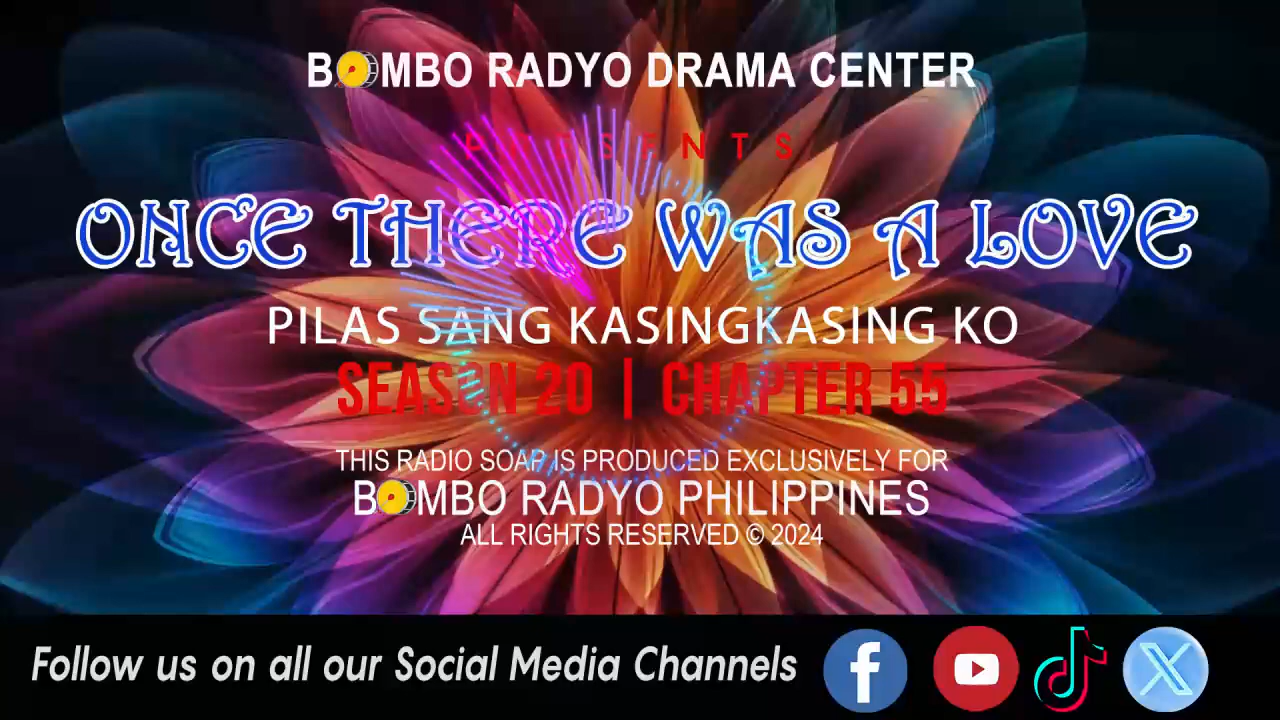 BOMBO RADYO DRAMA CENTER
PRESENTS
ONCE THERE WAS A LOVE
PILAS SANG KASINGKASING KO
SEASON 20 | CHAPTER 55
THIS RADIO SOAP IS PRODUCED EXCLUSIVELY FOR
BOMBO RADYO PHILIPPINES
ALL RIGHTS RESERVED © 2024
Follow us on all our Social Media Channels